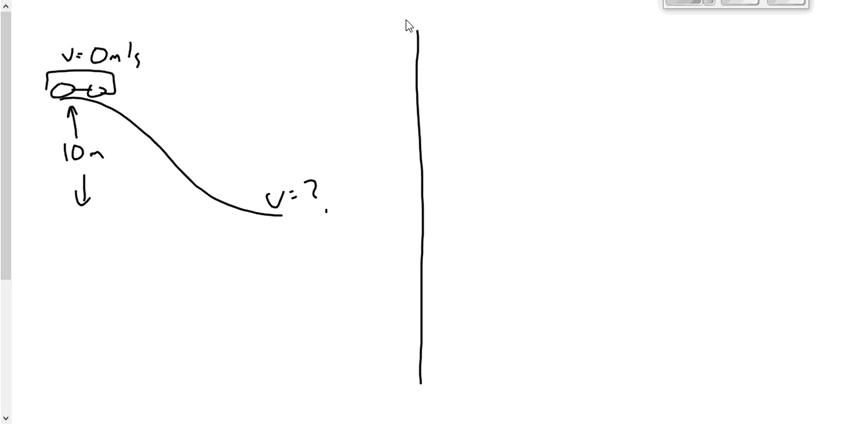 v = 0m/s
10m
v = ?